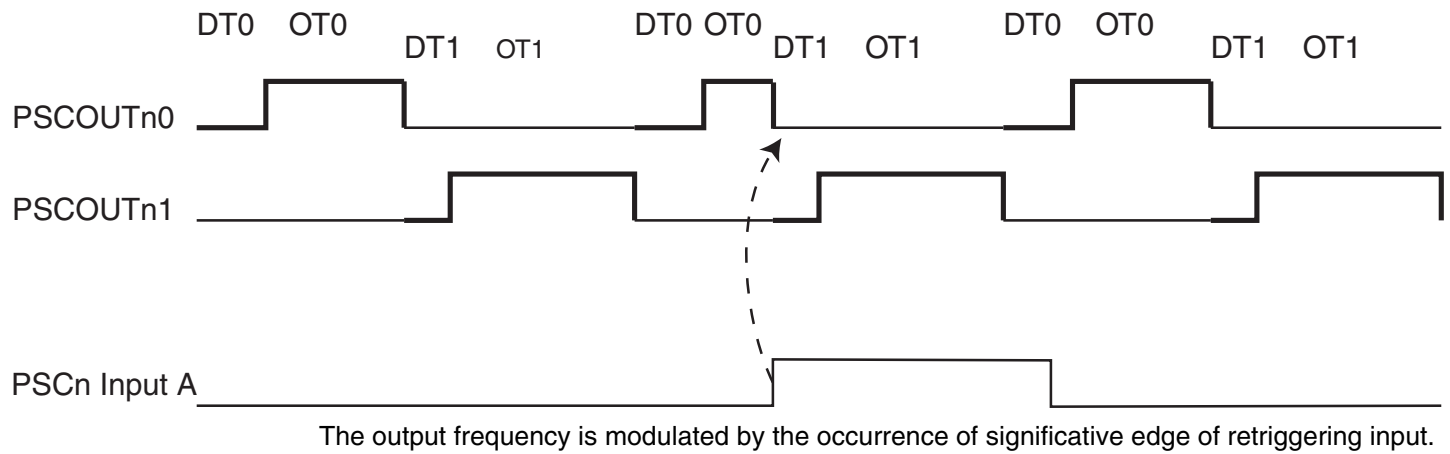 DT0 OT0 DT0 OT0 DT0 OT0
DT1 OT1 DT1 OT1 DT1 OT1
PSCOUTn0
PSCOUTn1
PSCn Input A
The output frequency is modulated by the occurrence of significative edge of retriggering input.